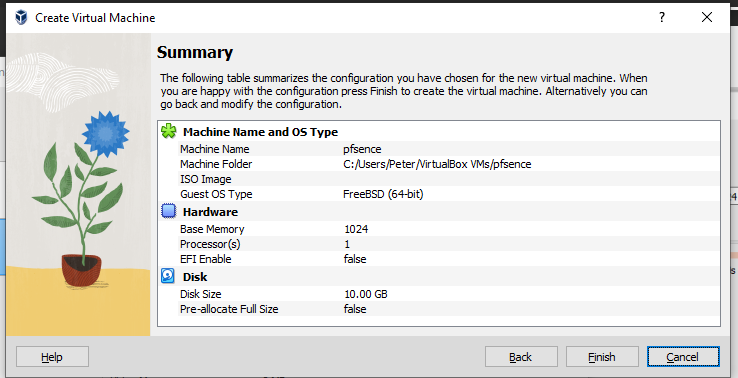 Create Virtual Machine
Summary
The following table summarizes the configuration you have chosen for the new virtual machine. When
you are happy with the configuration press Finish to create the virtual machine. Alternatively you can
go back and modify the configuration.
Machine Name and OS Type
Machine Name pfsence
Machine Folder C:/Users/Peter/VirtualBox VMs/pfsence
ISO Image
Guest OS Type FreeBSD (64-bit)
Hardware
Base Memory 1024
Processor(s) 1
EFI Enable false
Disk
Disk Size 10.00 GB
Pre-allocate Full Size false
Help Back Finish Cancel